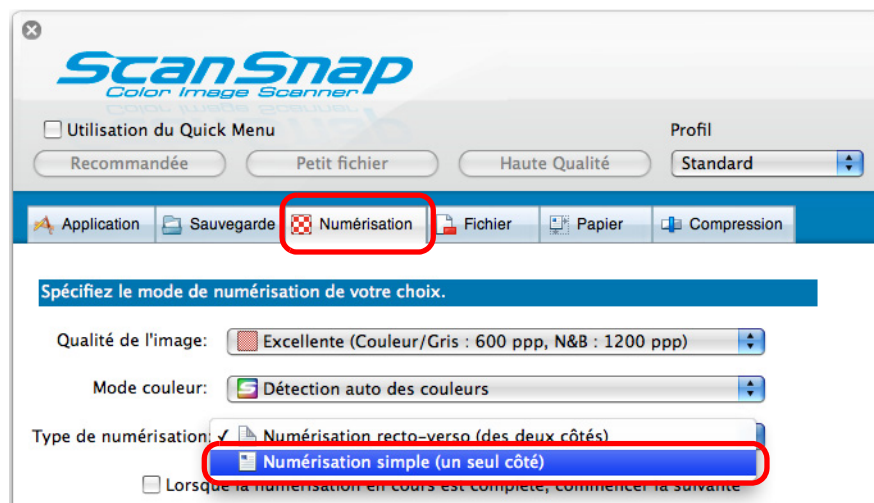 ScanSnap
Color Image Scanner
Utilisation du Quick Menu
Profil
Recommandée Petit fichier Haute Qualité Standard
Application Sauvegarde Numérisation Fichier Papier Compression
Spécifiez le mode de numérisation de votre choix.
Qualité de l'image: Excellente (Couleur/Gris : 600 ppp, N&B : 1200 ppp)
Mode couleur: Détection auto des couleurs
Type de numérisation: ✓ Numérisation recto-verso (des deux côtés)
Numérisation simple (un seul côté)
Lorsque la numérisation en cours est complète, commencer la suivante